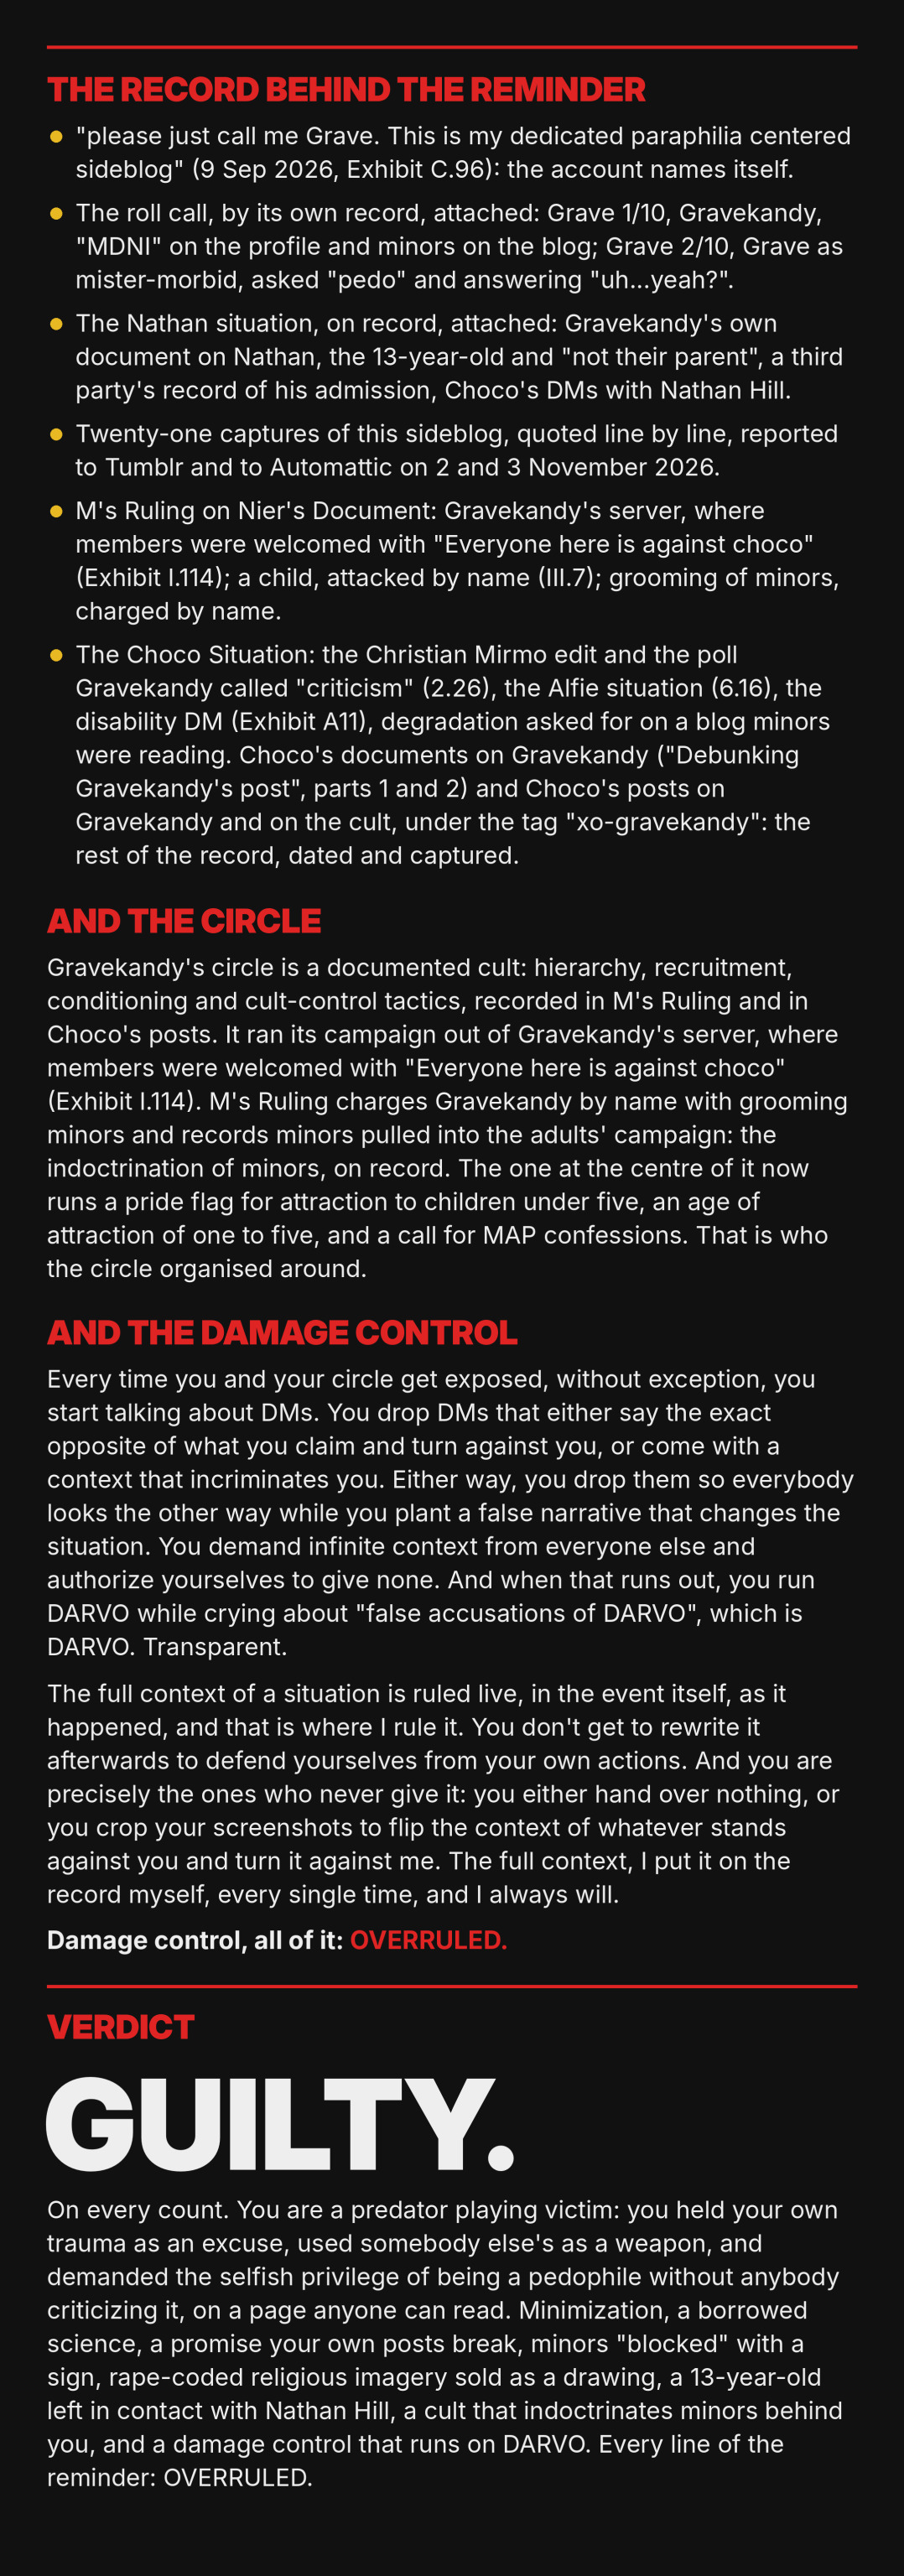 THE RECORD BEHIND THE REMINDER
"please just call me Grave. This is my dedicated paraphilia centered
sideblog" (9 Sep 2026, Exhibit C.96): the account names itself.
The roll call, by its own record, attached: Grave 1/10, Gravekandy,
"MDNI" on the profile and minors on the blog; Grave 2/10, Grave as
mister-morbid, asked "pedo" and answering "uh...yeah?".
The Nathan situation, on record, attached: Gravekandy's own
document on Nathan, the 13-year-old and "not their parent", a third
party's record of his admission, Choco's DMs with Nathan Hill.
Twenty-one captures of this sideblog, quoted line by line, reported
to Tumblr and to Automattic on 2 and 3 November 2026.
M's Ruling on Nier's Document: Gravekandy's server, where
members were welcomed with "Everyone here is against choco"
(Exhibit I.114); a child, attacked by name (III.7); grooming of minors,
charged by name.
The Choco Situation: the Christian Mirmo edit and the poll
Gravekandy called "criticism" (2.26), the Alfie situation (6.16), the
disability DM (Exhibit A11), degradation asked for on a blog minors
were reading. Choco's documents on Gravekandy ("Debunking
Gravekandy's post", parts 1 and 2) and Choco's posts on
Gravekandy and on the cult, under the tag "xo-gravekandy": the
rest of the record, dated and captured.
AND THE CIRCLE
Gravekandy's circle is a documented cult: hierarchy, recruitment,
conditioning and cult-control tactics, recorded in M's Ruling and in
Choco's posts. It ran its campaign out of Gravekandy's server, where
members were welcomed with "Everyone here is against choco"
(Exhibit I.114). M's Ruling charges Gravekandy by name with grooming
minors and records minors pulled into the adults' campaign: the
indoctrination of minors, on record. The one at the centre of it now
runs a pride flag for attraction to children under five, an age of
attraction of one to five, and a call for MAP confessions. That is who
the circle organised around.
AND THE DAMAGE CONTROL
Every time you and your circle get exposed, without exception, you
start talking about DMs. You drop DMs that either say the exact
opposite of what you claim and turn against you, or come with a
context that incriminates you. Either way, you drop them so everybody
looks the other way while you plant a false narrative that changes the
situation. You demand infinite context from everyone else and
authorize yourselves to give none. And when that runs out, you run
DARVO while crying about "false accusations of DARVO", which is
DARVO. Transparent.
The full context of a situation is ruled live, in the event itself, as it
happened, and that is where I rule it. You don't get to rewrite it
afterwards to defend yourselves from your own actions. And you are
precisely the ones who never give it: you either hand over nothing, or
you crop your screenshots to flip the context of whatever stands
against you and turn it against me. The full context, I put it on the
record myself, every single time, and I always will.
Damage control, all of it: OVERRULED.
VERDICT
GUILTY.
On every count. You are a predator playing victim: you held your own
trauma as an excuse, used somebody else's as a weapon, and
demanded the selfish privilege of being a pedophile without anybody
criticizing it, on a page anyone can read. Minimization, a borrowed
science, a promise your own posts break, minors "blocked" with a
sign, rape-coded religious imagery sold as a drawing, a 13-year-old
left in contact with Nathan Hill, a cult that indoctrinates minors behind
you, and a damage control that runs on DARVO. Every line of the
reminder: OVERRULED.